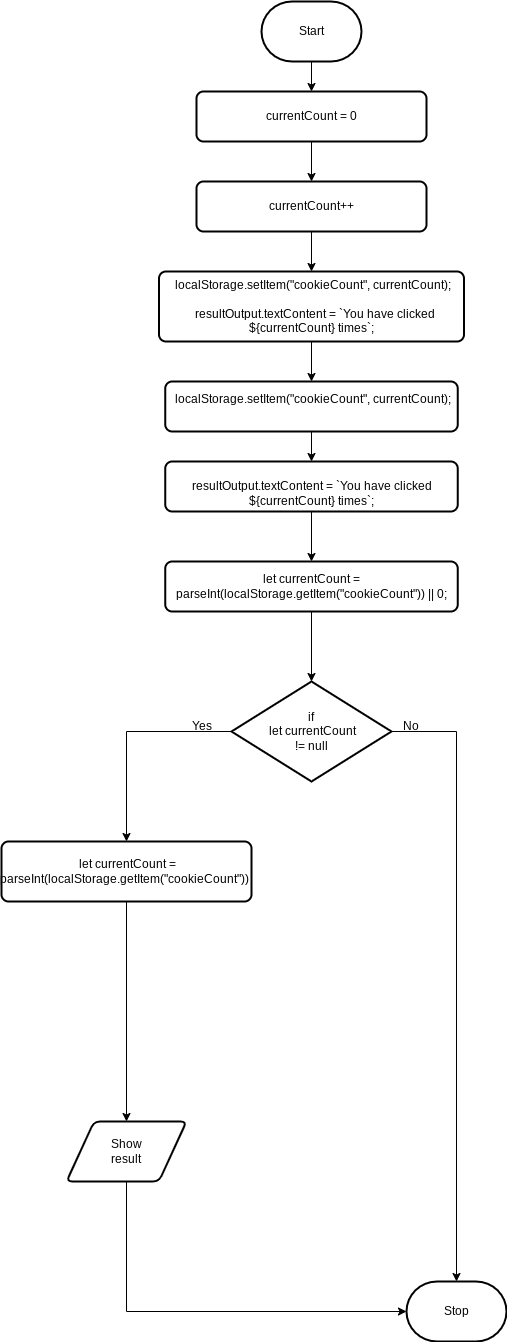 Start
currentCount = 0
currentCount++
localStorage.setItem("cookieCount", currentCount);
resultOutput.textContent = `You have clicked
${currentCount} times`;
localStorage.setItem("cookieCount", currentCount);
resultOutput.textContent = `You have clicked
${currentCount} times`;
let currentCount =
parseInt(localStorage.getItem("cookieCount")) || 0;
if
let currentCount
!= null
Yes
No
let currentCount =
parseInt(localStorage.getItem("cookieCount"))
Show
result
Stop